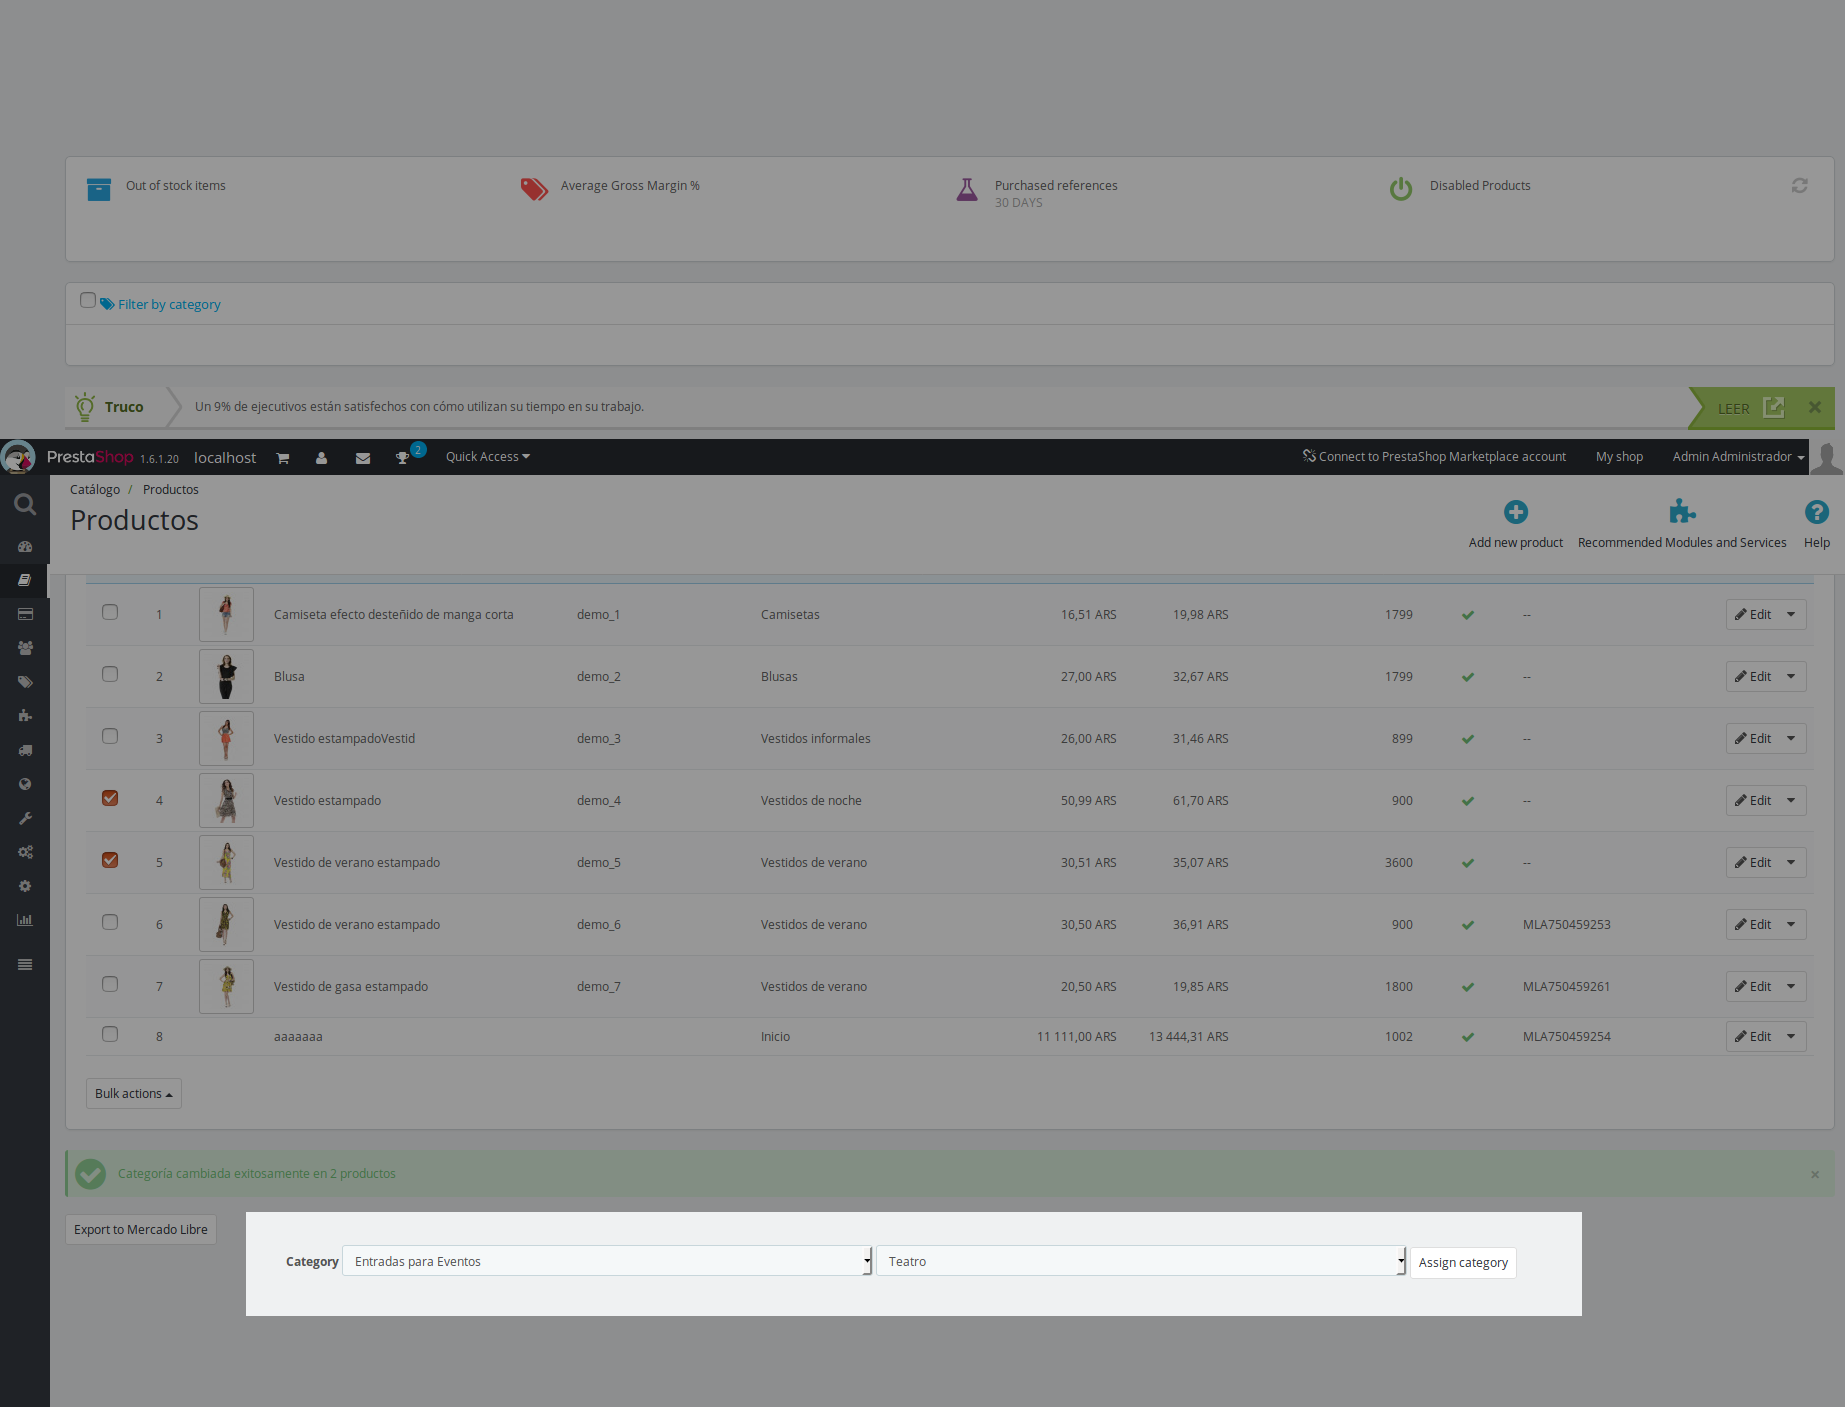 Out of stock items
Average Gross Margin %
Purchased references
30 DAYS
Disabled Products
Filter by category
Truco
Un 9% de ejecutivos están satisfechos con cómo utilizan su tiempo en su trabajo.
LEER
PrestaShop 1.6.1.20 localhost 2 Quick Access
Connect to PrestaShop Marketplace account My shop Admin Administrador
Catálogo / Productos
Productos
Add new product
Recommended Modules and Services
Help
1 Camiseta efecto desteñido de manga corta demo_1 Camisetas 16,51 ARS 19,98 ARS 1799 -- Edit
2 Blusa demo_2 Blusas 27,00 ARS 32,67 ARS 1799 -- Edit
3 Vestido estampadoVestid demo_3 Vestidos informales 26,00 ARS 31,46 ARS 899 -- Edit
4 Vestido estampado demo_4 Vestidos de noche 50,99 ARS 61,70 ARS 900 -- Edit
5 Vestido de verano estampado demo_5 Vestidos de verano 30,51 ARS 35,07 ARS 3600 -- Edit
6 Vestido de verano estampado demo_6 Vestidos de verano 30,50 ARS 36,91 ARS 900 MLA750459253 Edit
7 Vestido de gasa estampado demo_7 Vestidos de verano 20,50 ARS 19,85 ARS 1800 MLA750459261 Edit
8 aaaaaaa Inicio 11 111,00 ARS 13 444,31 ARS 1002 MLA750459254 Edit
Bulk actions
Categoría cambiada exitosamente en 2 productos
Export to Mercado Libre
Category Entradas para Eventos Teatro Assign category